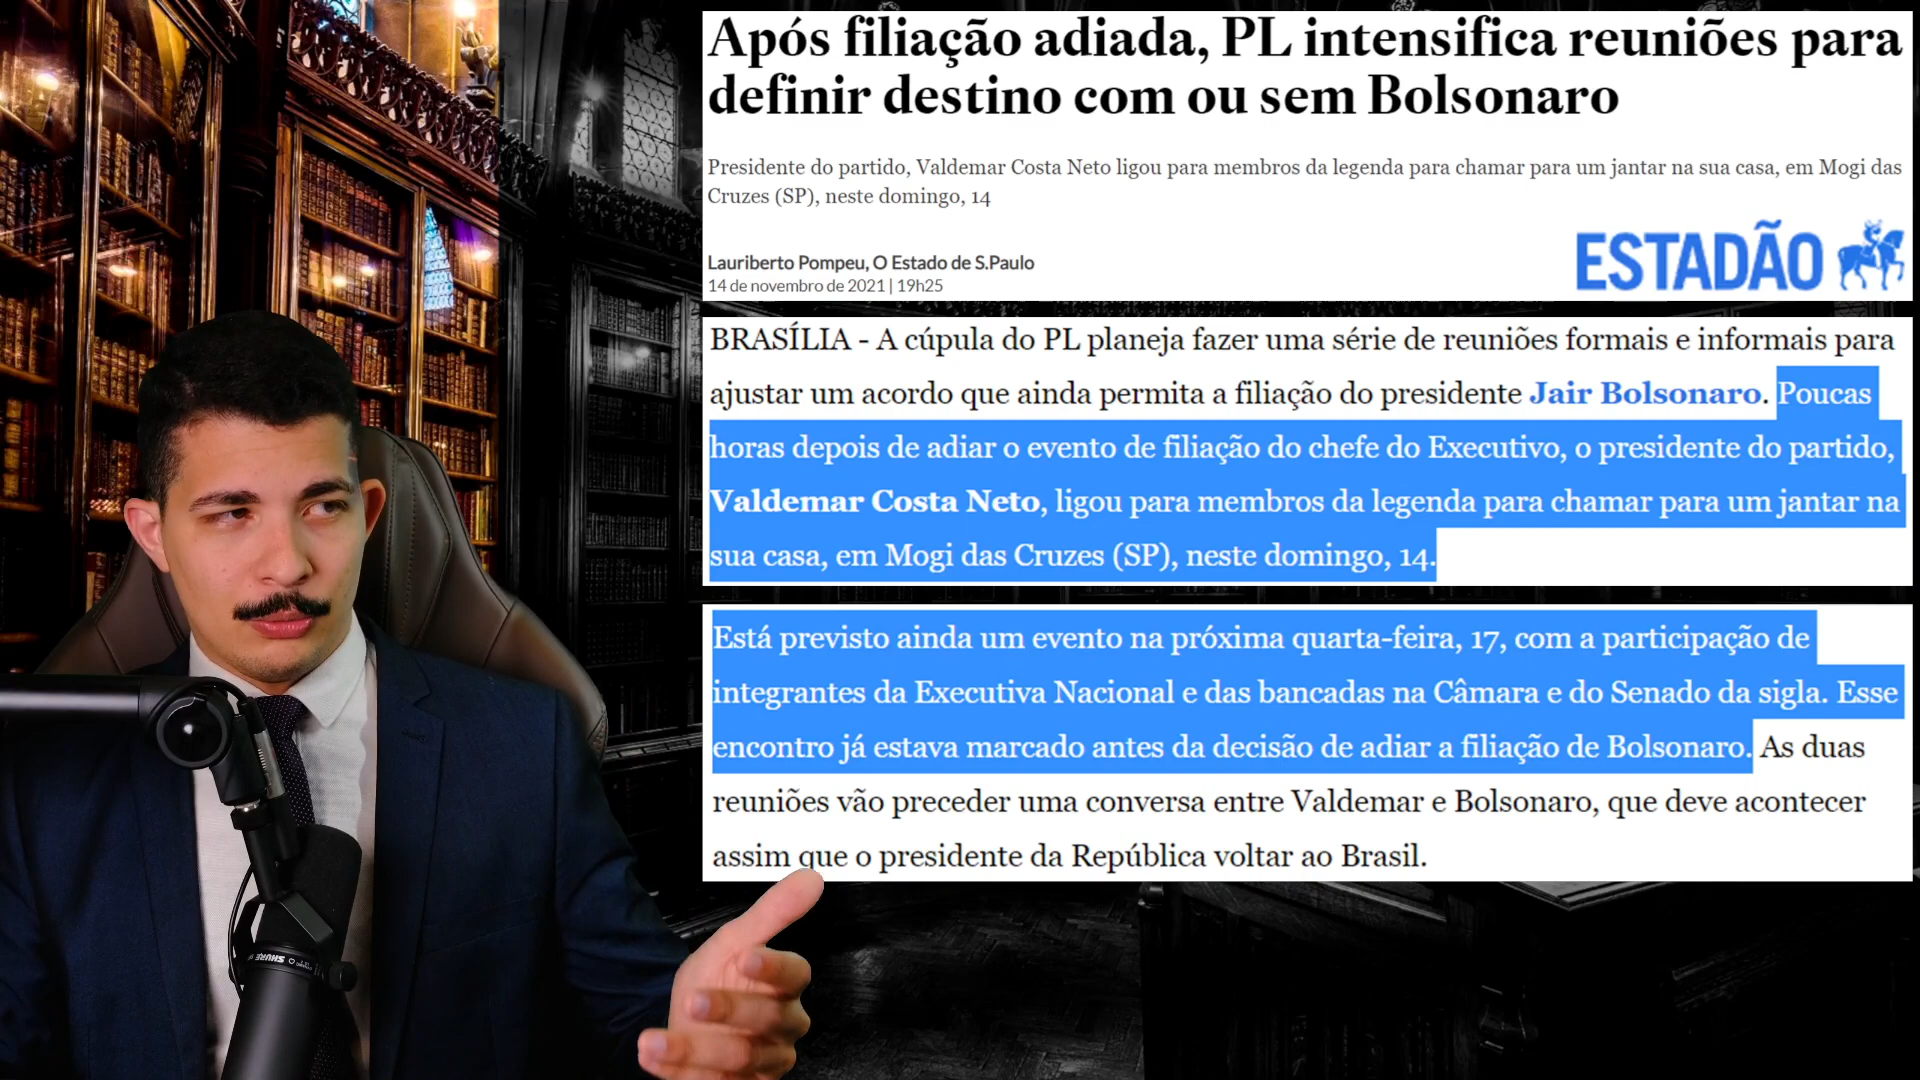 Após filiação adiada, PL intensifica reuniões para
definir destino com ou sem Bolsonaro
Presidente do partido, Valdemar Costa Neto ligou para membros da legenda para chamar para um jantar na sua casa, em Mogi das
Cruzes (SP), neste domingo, 14
Lauriberto Pompeu, O Estado de S.Paulo
14 de novembro de 2021 | 19h25
ESTADÃO
BRASÍLIA - A cúpula do PL planeja fazer uma série de reuniões formais e informais para
ajustar um acordo que ainda permita a filiação do presidente Jair Bolsonaro. Poucas
horas depois de adiar o evento de filiação do chefe do Executivo, o presidente do partido,
Valdemar Costa Neto, ligou para membros da legenda para chamar para um jantar na
sua casa, em Mogi das Cruzes (SP), neste domingo, 14.
Está previsto ainda um evento na próxima quarta-feira, 17, com a participação de
integrantes da Executiva Nacional e das bancadas na Câmara e do Senado da sigla. Esse
encontro já estava marcado antes da decisão de adiar a filiação de Bolsonaro. As duas
reuniões vão preceder uma conversa entre Valdemar e Bolsonaro, que deve acontecer
assim que o presidente da República voltar ao Brasil.
SHURE